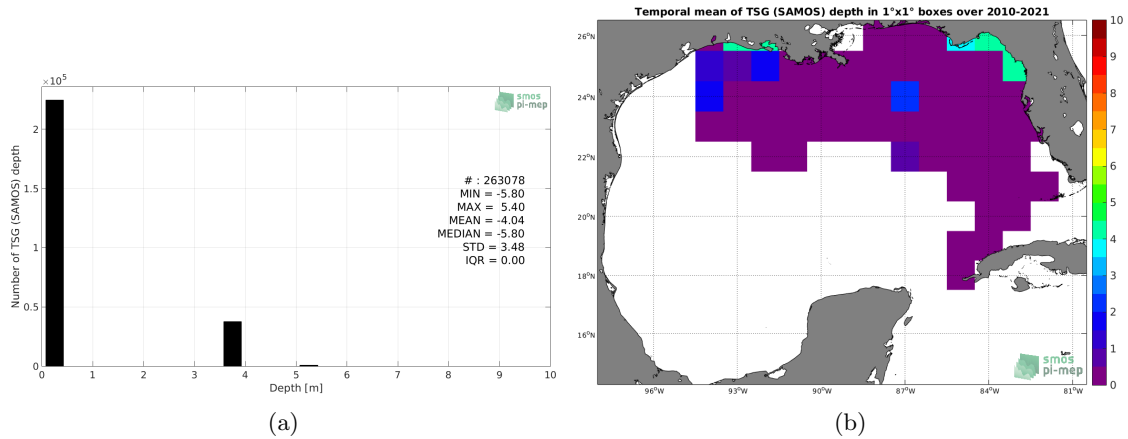 ×10⁵
2
1.5
1
0.5
0
Number of TSG (SAMOS) depth
smos
pi-mep
# : 263078
MIN = -5.80
MAX = 5.40
MEAN = -4.04
MEDIAN = -5.80
STD = 3.48
IQR = 0.00
0 1 2 3 4 5 6 7 8 9 10
Depth [m]
(a)
Temporal mean of TSG (SAMOS) depth in 1°x1° boxes over 2010-2021
26°N
24°N
22°N
20°N
18°N
16°N
96°W 93°W 90°W 87°W 84°W 81°W
smos
pi-mep
10
9
8
7
6
5
4
3
2
1
0
(b)